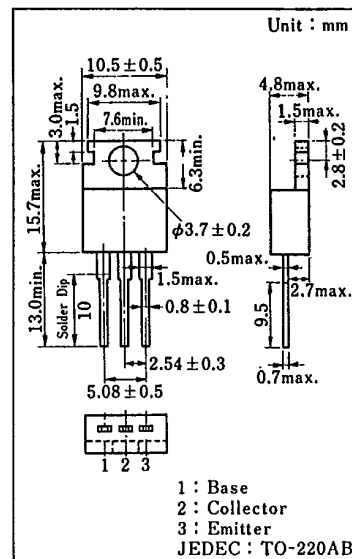 Unit : mm
10.5±0.5
9.8max.
7.6min.
1.5
3.0max.
6.3min.
15.7max.
φ3.7±0.2
13.0min.
Solder Dip
10
1.5max.
0.8±0.1
2.54±0.3
5.08±0.5
4.8max.
1.5max.
2.8±0.2
0.5max.
2.7max.
9.5
0.7max.
1 2 3
1 : Base
2 : Collector
3 : Emitter
JEDEC : TO-220AB